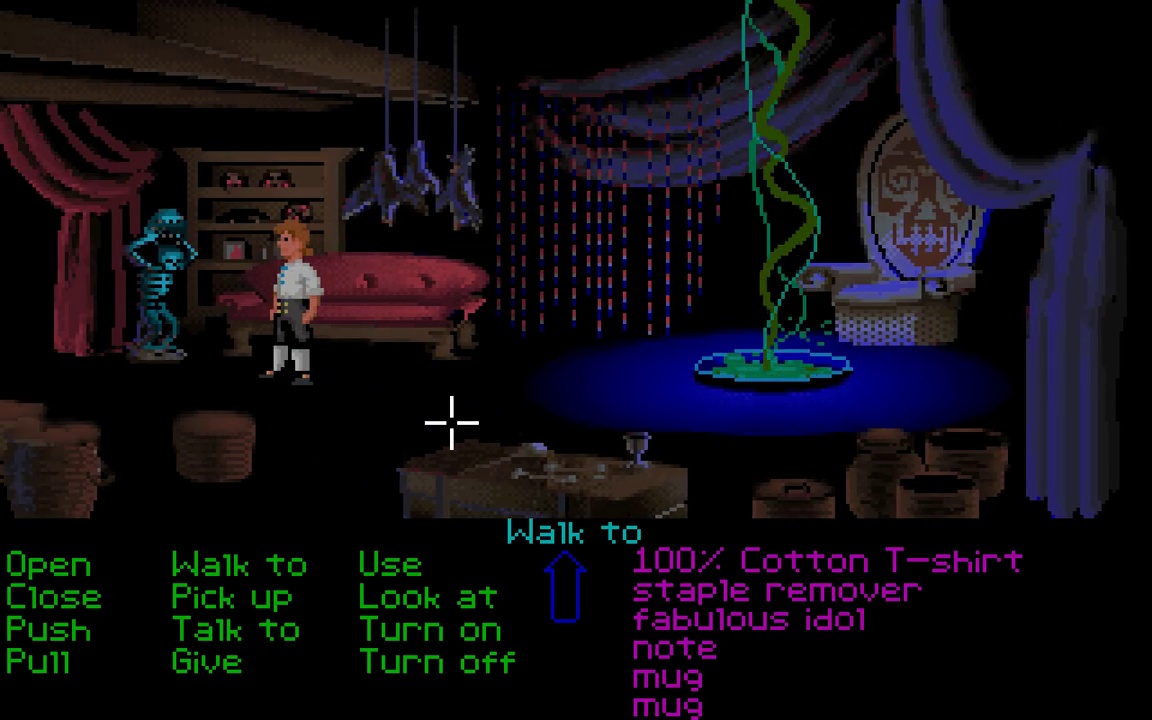 Walk to
Open Walk to Use
Close Pick up Look at
Push Talk to Turn on
Pull Give Turn off
100% Cotton T-shirt
staple remover
fabulous idol
note
mug
mug